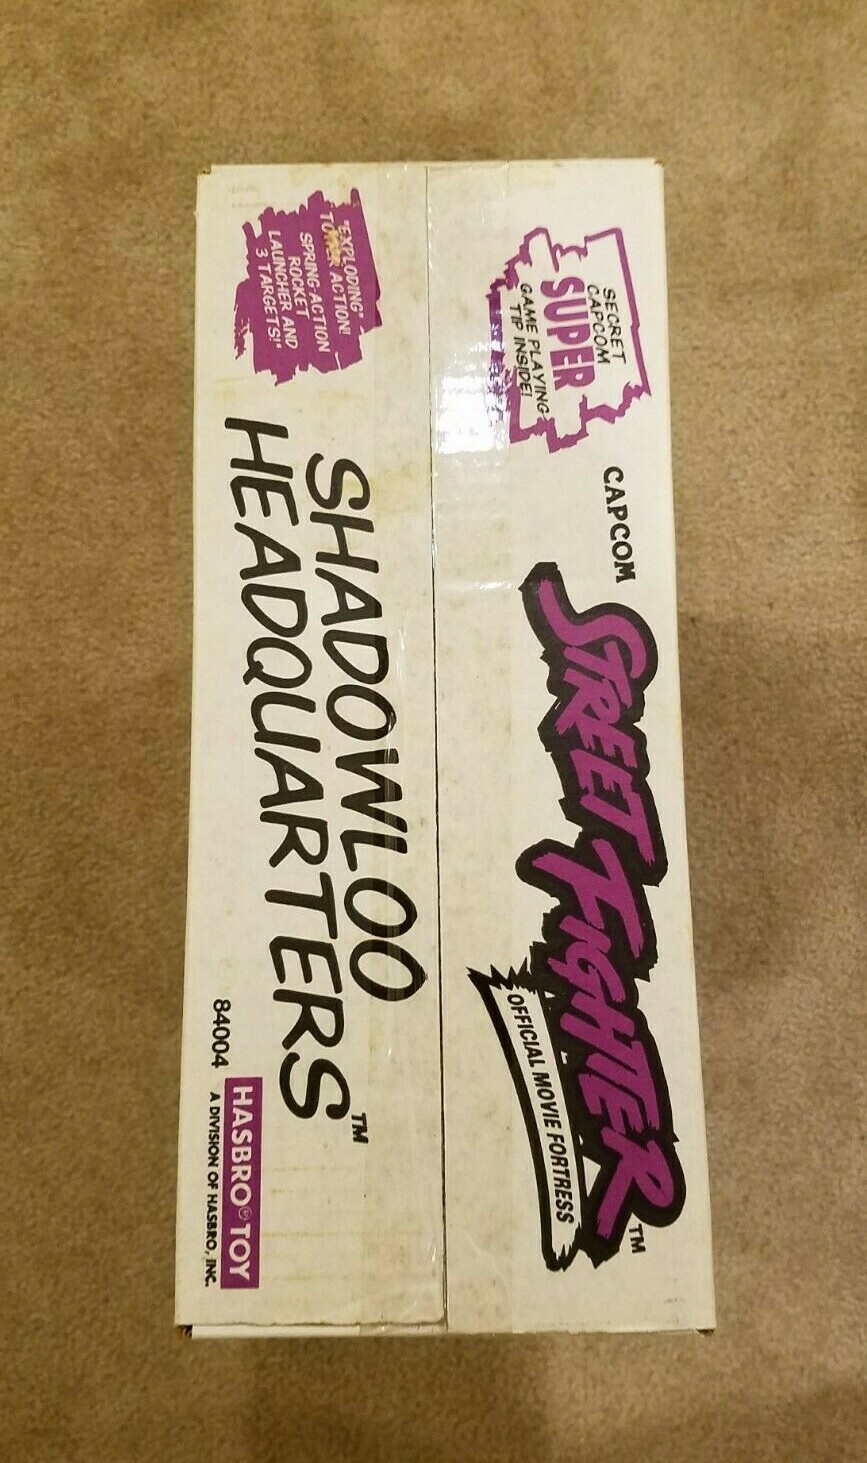 SECRET
CAPCOM
SUPER
GAME PLAYING
TIP INSIDE!
CAPCOM
STREET FIGHTER™
OFFICIAL MOVIE FORTRESS
"EXPLODING"
TOWER ACTION!
SPRING-ACTION
ROCKET
LAUNCHER AND
3 TARGETS!"
SHADOWLOO
HEADQUARTERS™
84004
HASBRO® TOY
A DIVISION OF HASBRO, INC.